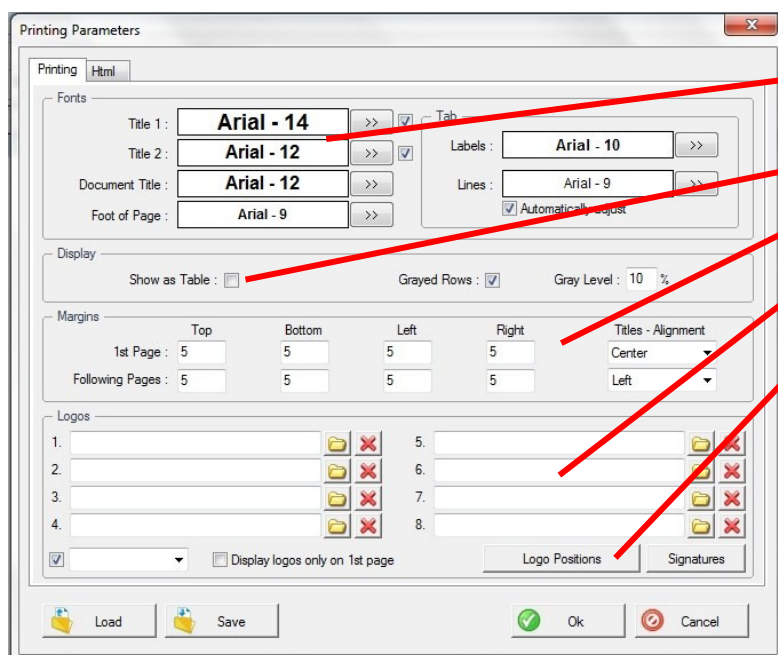 Printing Parameters
Printing Html
Fonts
Title 1 : Arial - 14 >>
Title 2 : Arial - 12 >>
Document Title : Arial - 12 >>
Foot of Page : Arial - 9 >>
Tab
Labels : Arial - 10 >>
Lines : Arial - 9 >>
Automatically adjust
Display
Show as Table : Grayed Rows : Gray Level : 10 %
Margins
Top Bottom Left Right Titles - Alignment
1st Page : 5 5 5 5 Center
Following Pages : 5 5 5 5 Left
Logos
1. 5.
2. 6.
3. 7.
4. 8.
Display logos only on 1st page Logo Positions Signatures
Load Save Ok Cancel